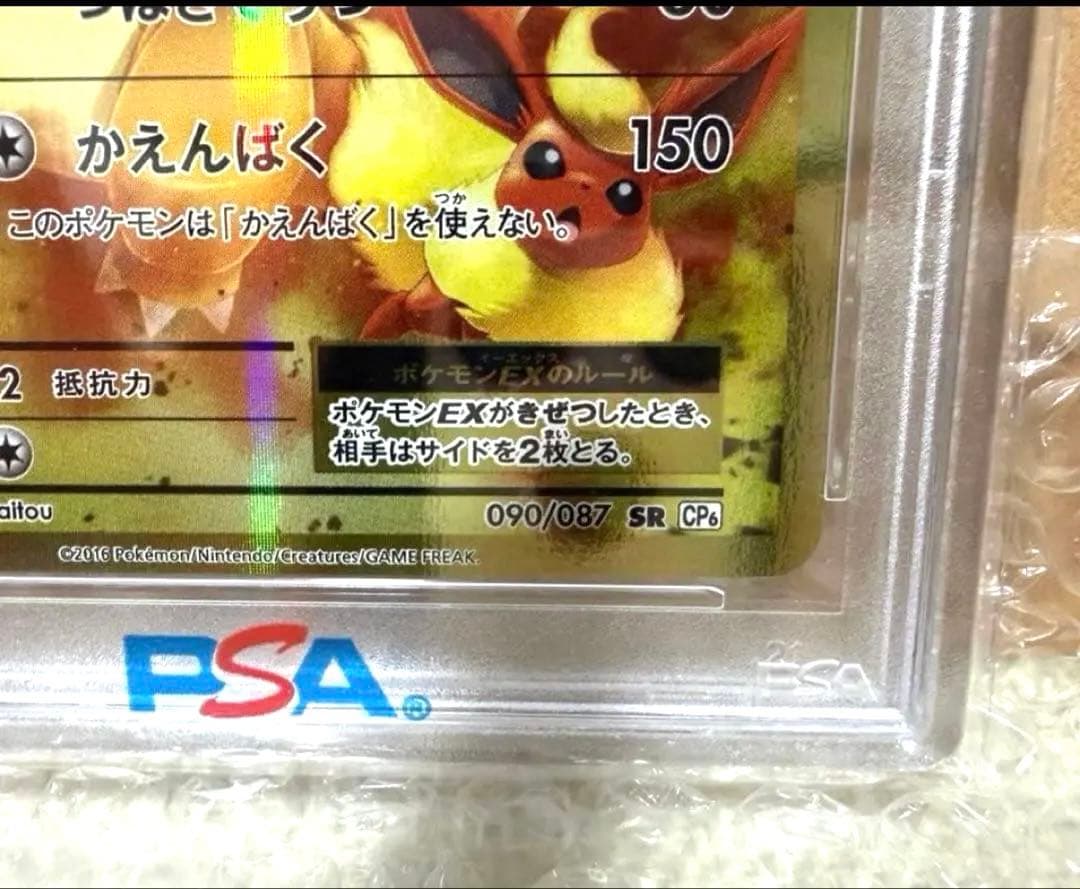 かえんばく 150
このポケモンは「かえんばく」を使えない。
2 抵抗力
ポケモンEXのルール
ポケモンEXがきぜつしたとき、
相手はサイドを2枚とる。
aitou 090/087 SR CP6
©2016 Pokémon/Nintendo/Creatures/GAME FREAK.
PSA®
PSA